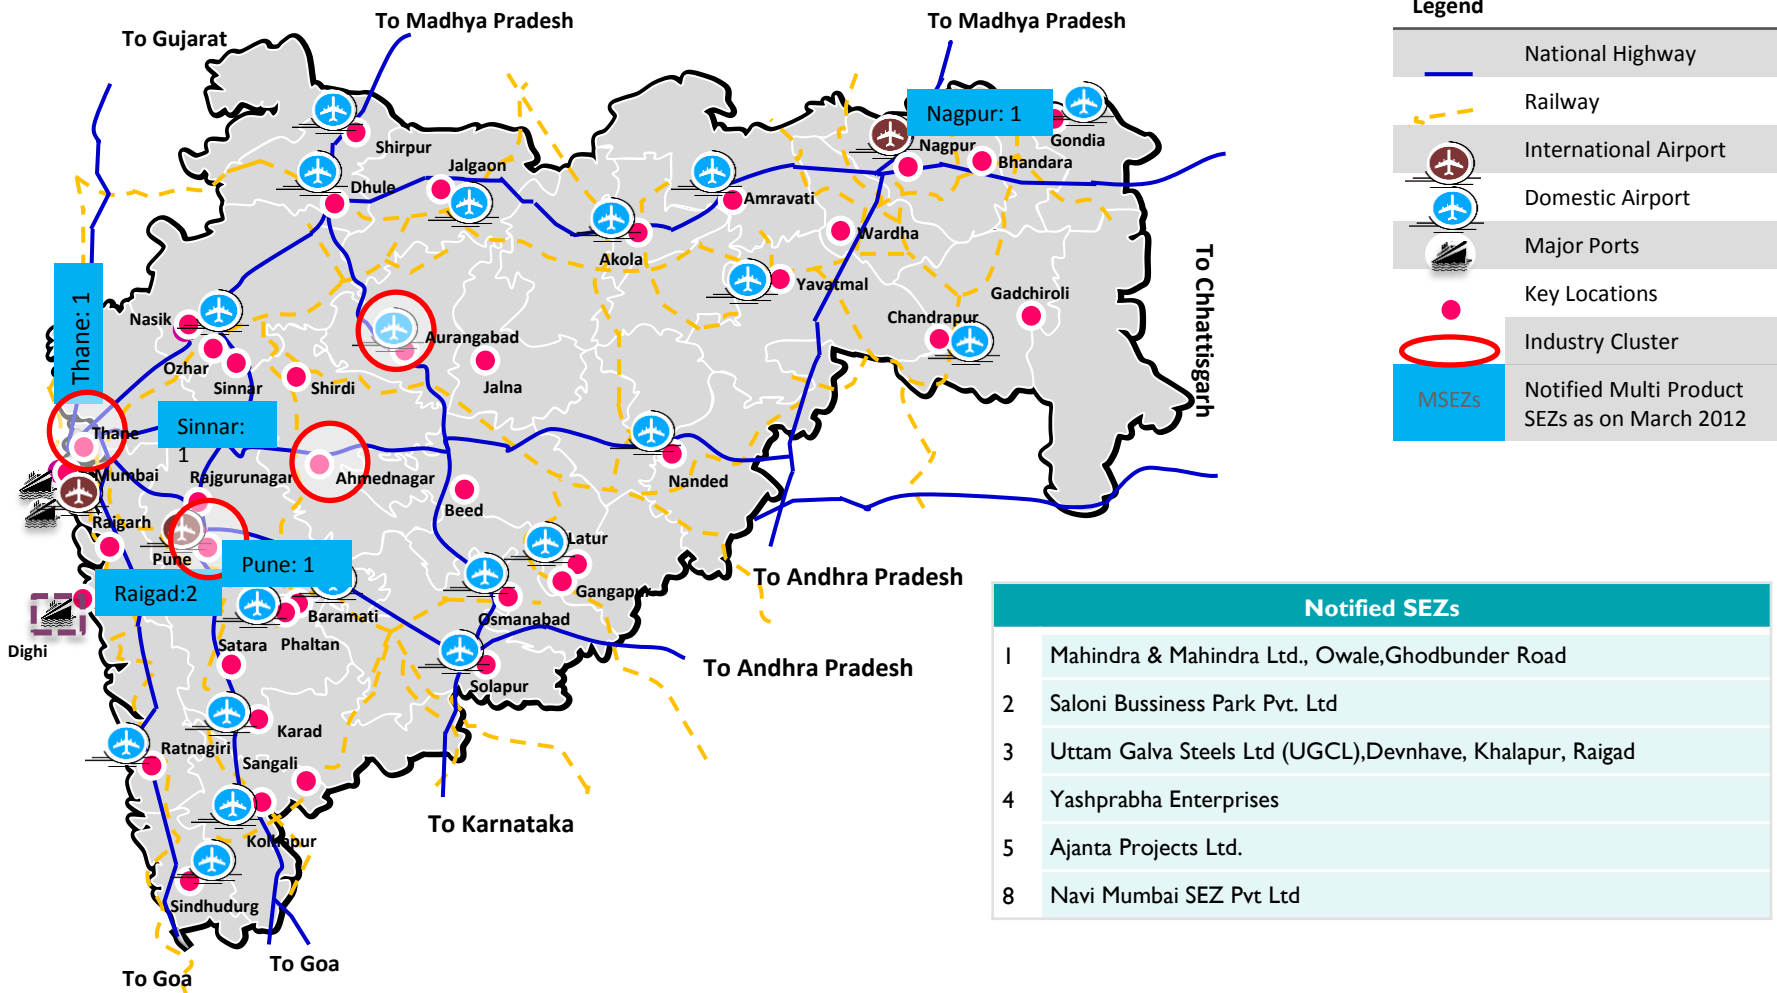 To Madhya Pradesh
To Madhya Pradesh
To Gujarat
Legend
National Highway
Railway
International Airport
Domestic Airport
Major Ports
Key Locations
Industry Cluster
MSEZs
Notified Multi Product
SEZs as on March 2012
Nagpur: 1
Gondia
Shirpur
Nagpur
Bhandara
Jalgaon
Dhule
Amravati
Wardha
Akola
Yavatmal
Gadchiroli
Chandrapur
To Chhattisgarh
Thane: 1
Nasik
Ozhar
Sinnar
Shirdi
Aurangabad
Jalna
Thane
Sinnar:
1
Mumbai
Rajgurunagar
Ahmednagar
Nanded
Beed
Raigarh
Pune
Pune: 1
Latur
Raigad:2
Gangapur
Baramati
Osmanabad
Dighi
Satara
Phaltan
Solapur
To Andhra Pradesh
To Andhra Pradesh
Karad
Ratnagiri
Sangali
To Karnataka
Kolhapur
Sindhudurg
To Goa
To Goa
Notified SEZs
1 Mahindra & Mahindra Ltd., Owale,Ghodbunder Road
2 Saloni Bussiness Park Pvt. Ltd
3 Uttam Galva Steels Ltd (UGCL),Devnhave, Khalapur, Raigad
4 Yashprabha Enterprises
5 Ajanta Projects Ltd.
8 Navi Mumbai SEZ Pvt Ltd